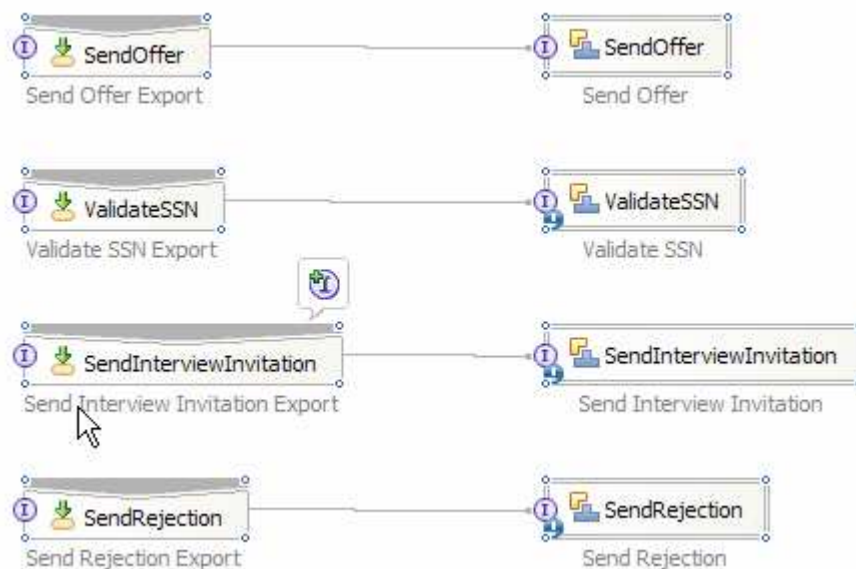 SendOffer
SendOffer
Send Offer Export
Send Offer
ValidateSSN
ValidateSSN
Validate SSN Export
Validate SSN
SendInterviewInvitation
SendInterviewInvitation
Send Interview Invitation Export
Send Interview Invitation
SendRejection
SendRejection
Send Rejection Export
Send Rejection